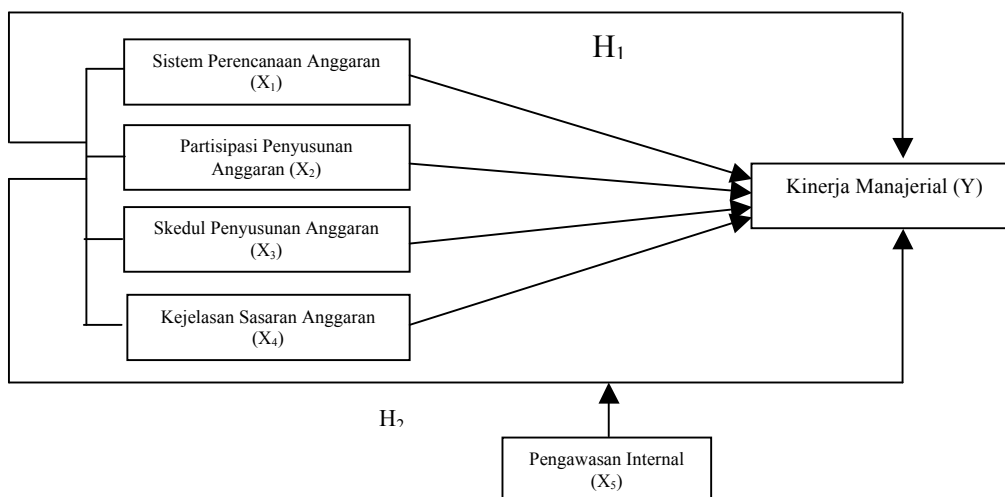 H₁
Sistem Perencanaan Anggaran
(X₁)
Partisipasi Penyusunan
Anggaran (X₂)
Kinerja Manajerial (Y)
Skedul Penyusunan Anggaran
(X₃)
Kejelasan Sasaran Anggaran
(X₄)
H₂
Pengawasan Internal
(X₅)